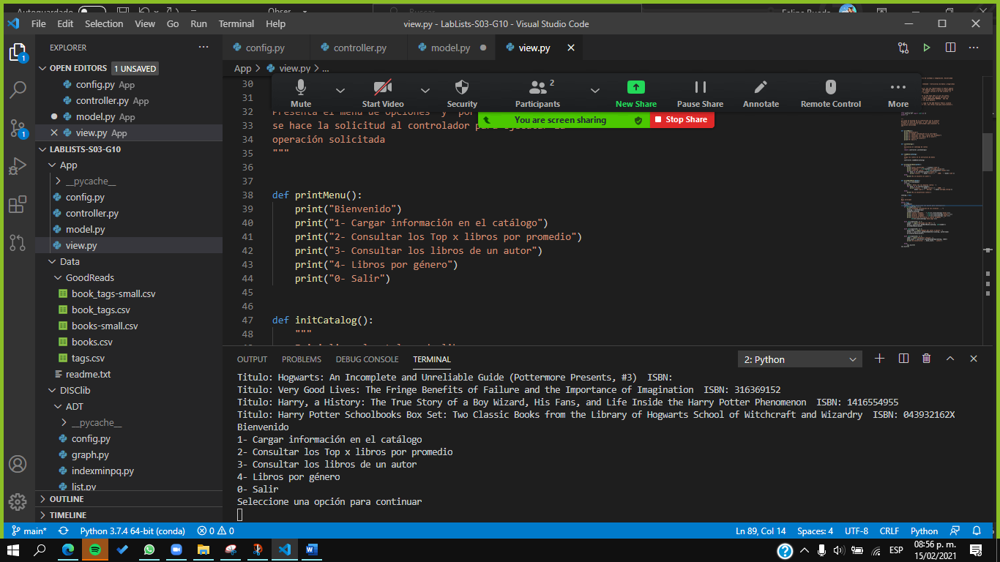 File Edit Selection View Go Run Terminal Help
view.py - LabLists-S03-G10 - Visual Studio Code
EXPLORER
OPEN EDITORS 1 UNSAVED
config.py App
controller.py App
model.py App
view.py App
LABLISTS-S03-G10
App
__pycache__
config.py
controller.py
model.py
view.py
Data
GoodReads
book_tags-small.csv
book_tags.csv
books-small.csv
books.csv
tags.csv
readme.txt
DISClib
ADT
__pycache__
config.py
graph.py
indexminpq.py
list.py
OUTLINE
TIMELINE
config.py controller.py model.py view.py
App > view.py > ...
Mute Start Video Security Participants 2 New Share Pause Share Annotate Remote Control More
You are screen sharing Stop Share
30
31
32
33 se hace la solicitud al controlador
34 operación solicitada
35 """
36
37
38 def printMenu():
39 print("Bienvenido")
40 print("1- Cargar información en el catálogo")
41 print("2- Consultar los Top x libros por promedio")
42 print("3- Consultar los libros de un autor")
43 print("4- Libros por género")
44 print("0- Salir")
45
46
47 def initCatalog():
48 """
OUTPUT PROBLEMS DEBUG CONSOLE TERMINAL 2: Python
Titulo: Hogwarts: An Incomplete and Unreliable Guide (Pottermore Presents, #3) ISBN:
Titulo: Very Good Lives: The Fringe Benefits of Failure and the Importance of Imagination ISBN: 316369152
Titulo: Harry, a History: The True Story of a Boy Wizard, His Fans, and Life Inside the Harry Potter Phenomenon ISBN: 1416554955
Titulo: Harry Potter Schoolbooks Box Set: Two Classic Books from the Library of Hogwarts School of Witchcraft and Wizardry ISBN: 043932162X
Bienvenido
1- Cargar información en el catálogo
2- Consultar los Top x libros por promedio
3- Consultar los libros de un autor
4- Libros por género
0- Salir
Seleccione una opción para continuar
main* Python 3.7.4 64-bit (conda) 0 0 Ln 89, Col 14 Spaces: 4 UTF-8 CRLF Python
ESP
08:56 p. m.
15/02/2021